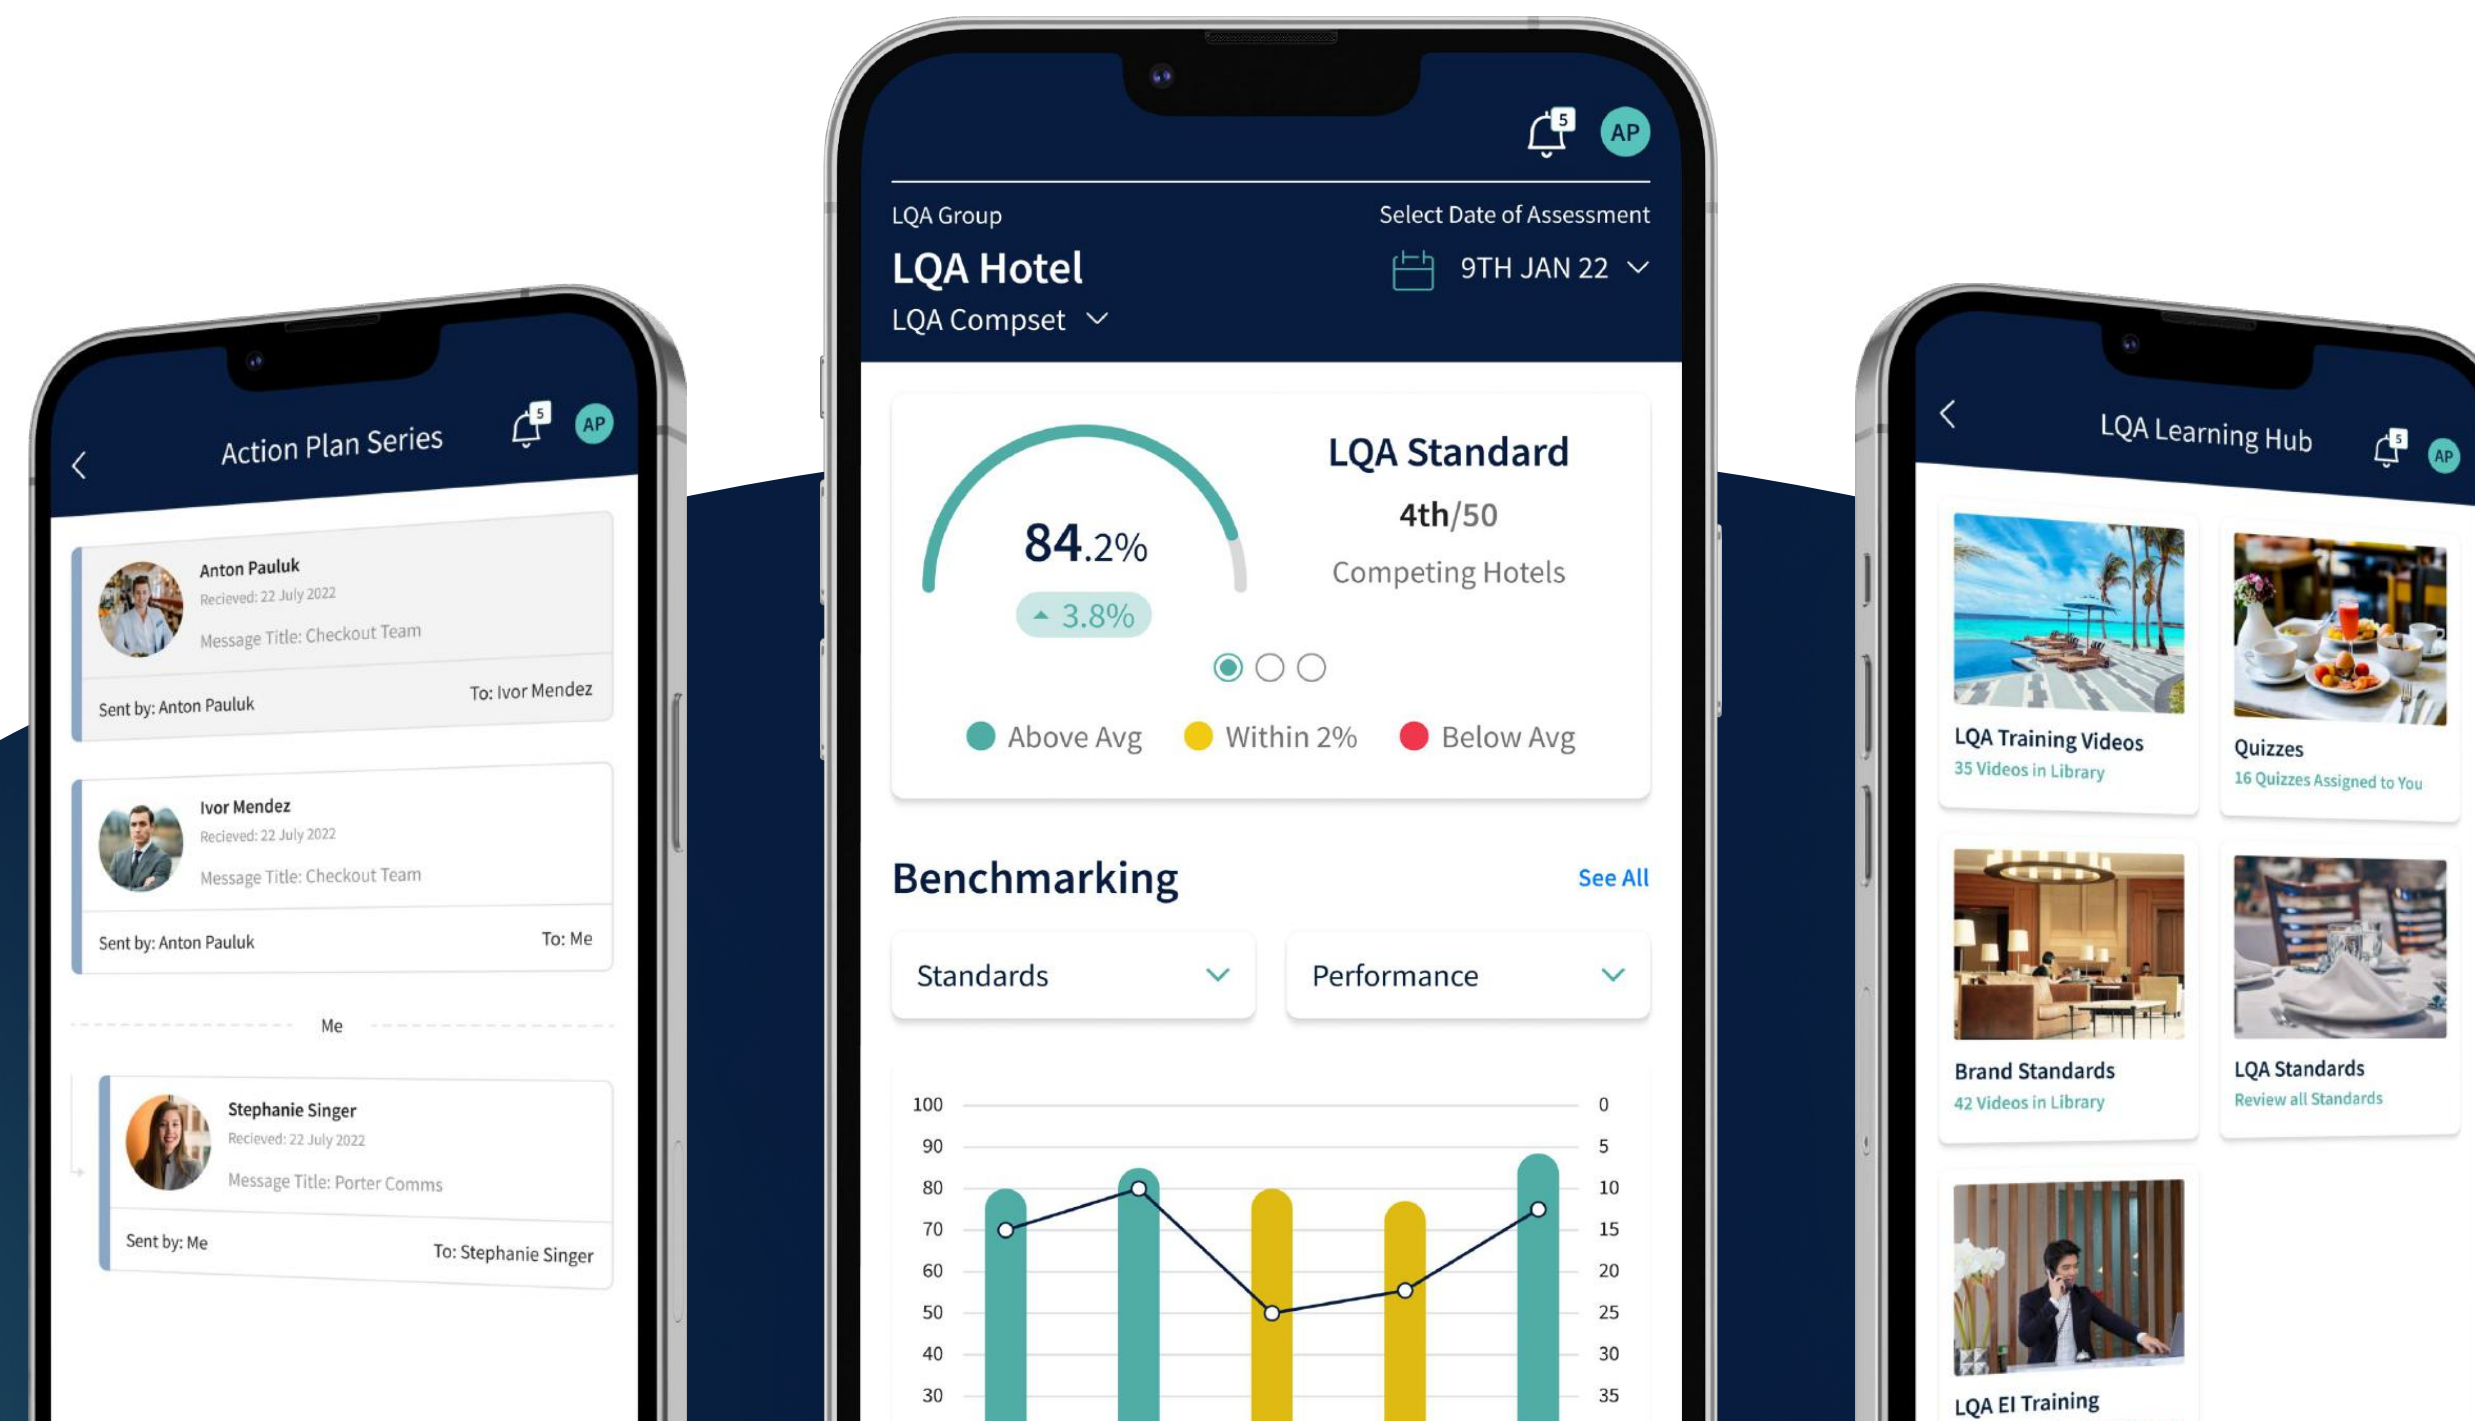 Action Plan Series
5
AP
Anton Pauluk
Recieved: 22 July 2022
Message Title: Checkout Team
Sent by: Anton Pauluk
To: Ivor Mendez
Ivor Mendez
Recieved: 22 July 2022
Message Title: Checkout Team
Sent by: Anton Pauluk
To: Me
Me
Stephanie Singer
Recieved: 22 July 2022
Message Title: Porter Comms
Sent by: Me
To: Stephanie Singer
5
AP
LQA Group
Select Date of Assessment
LQA Hotel
9TH JAN 22
LQA Compset
84.2%
3.8%
LQA Standard
4th/50
Competing Hotels
Above Avg
Within 2%
Below Avg
Benchmarking
See All
Standards
Performance
100
0
90
5
80
10
70
15
60
20
50
25
40
30
30
35
LQA Learning Hub
5
AP
LQA Training Videos
35 Videos in Library
Quizzes
16 Quizzes Assigned to You
Brand Standards
42 Videos in Library
LQA Standards
Review all Standards
LQA EI Training